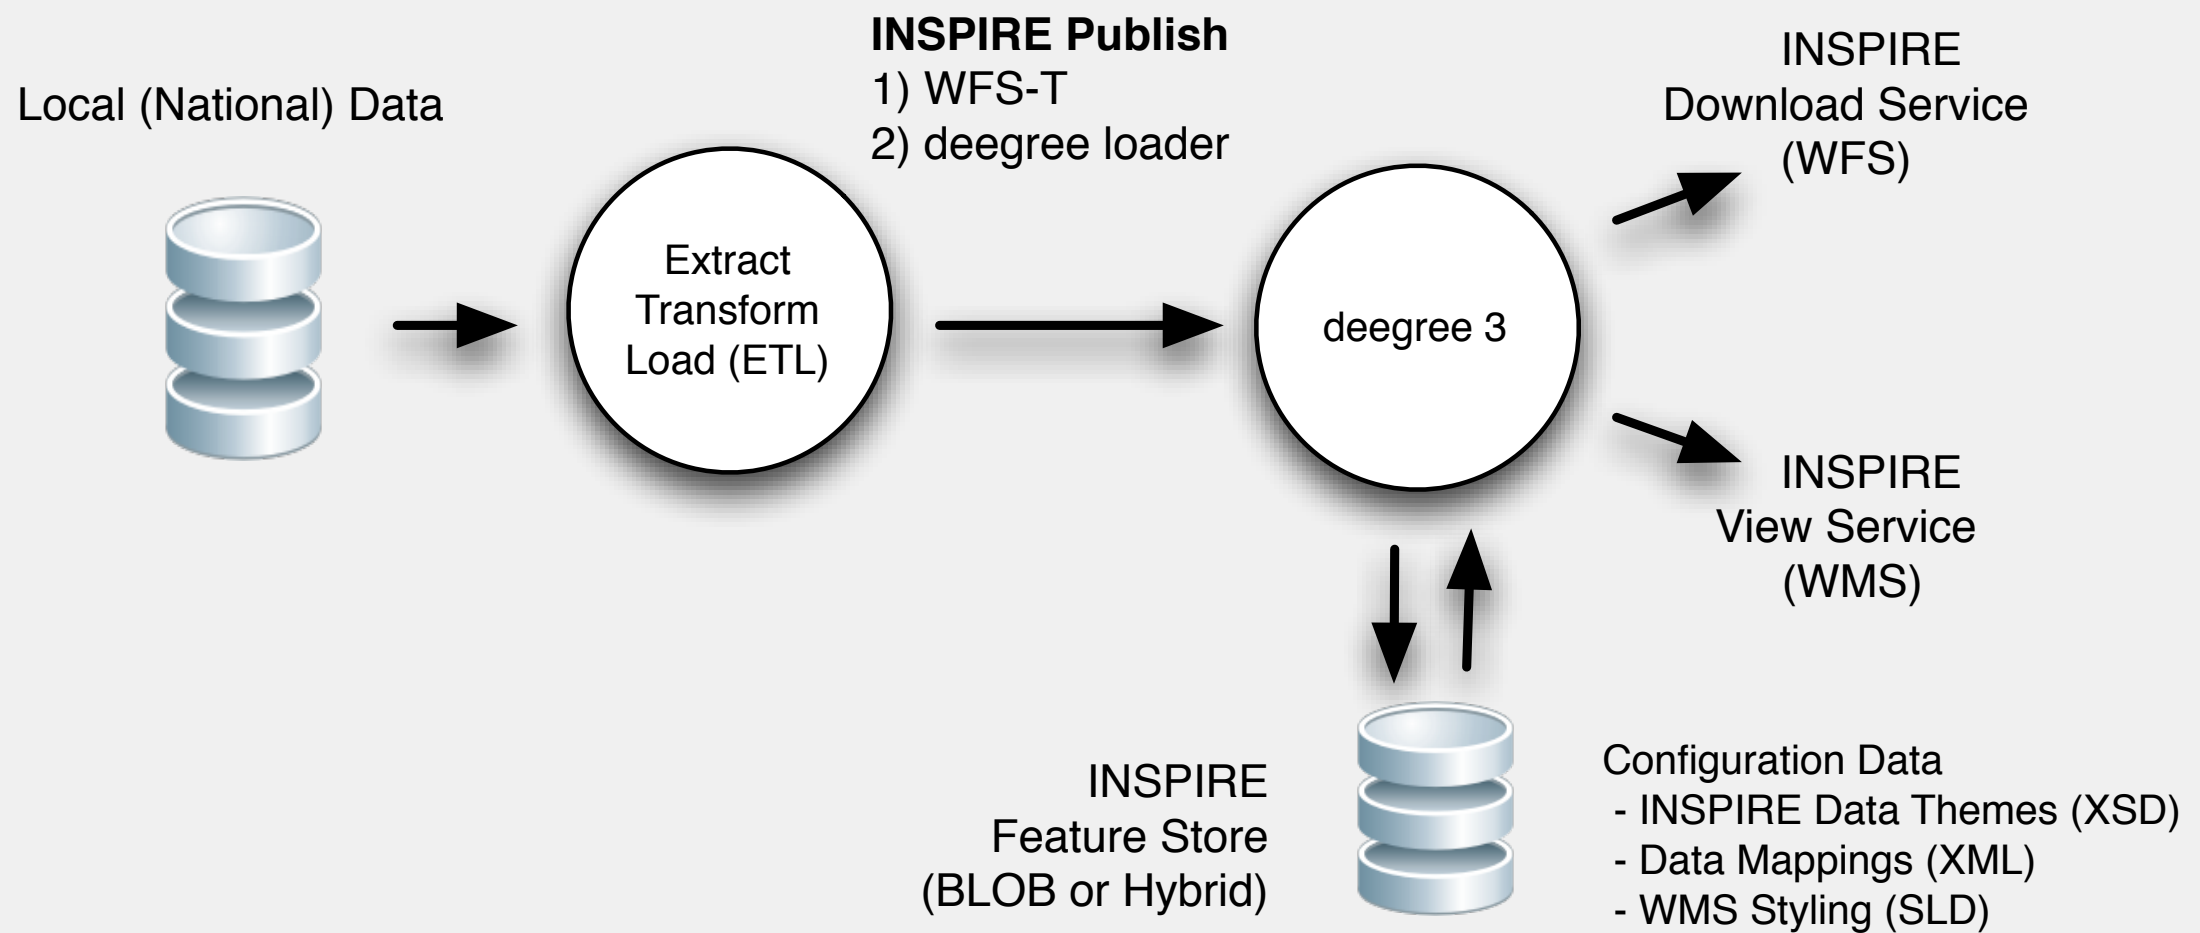 Local (National) Data
INSPIRE Publish
1) WFS-T
2) deegree loader
Extract
Transform
Load (ETL)
deegree 3
INSPIRE
Download Service
(WFS)
INSPIRE
View Service
(WMS)
INSPIRE
Feature Store
(BLOB or Hybrid)
Configuration Data
- INSPIRE Data Themes (XSD)
- Data Mappings (XML)
- WMS Styling (SLD)